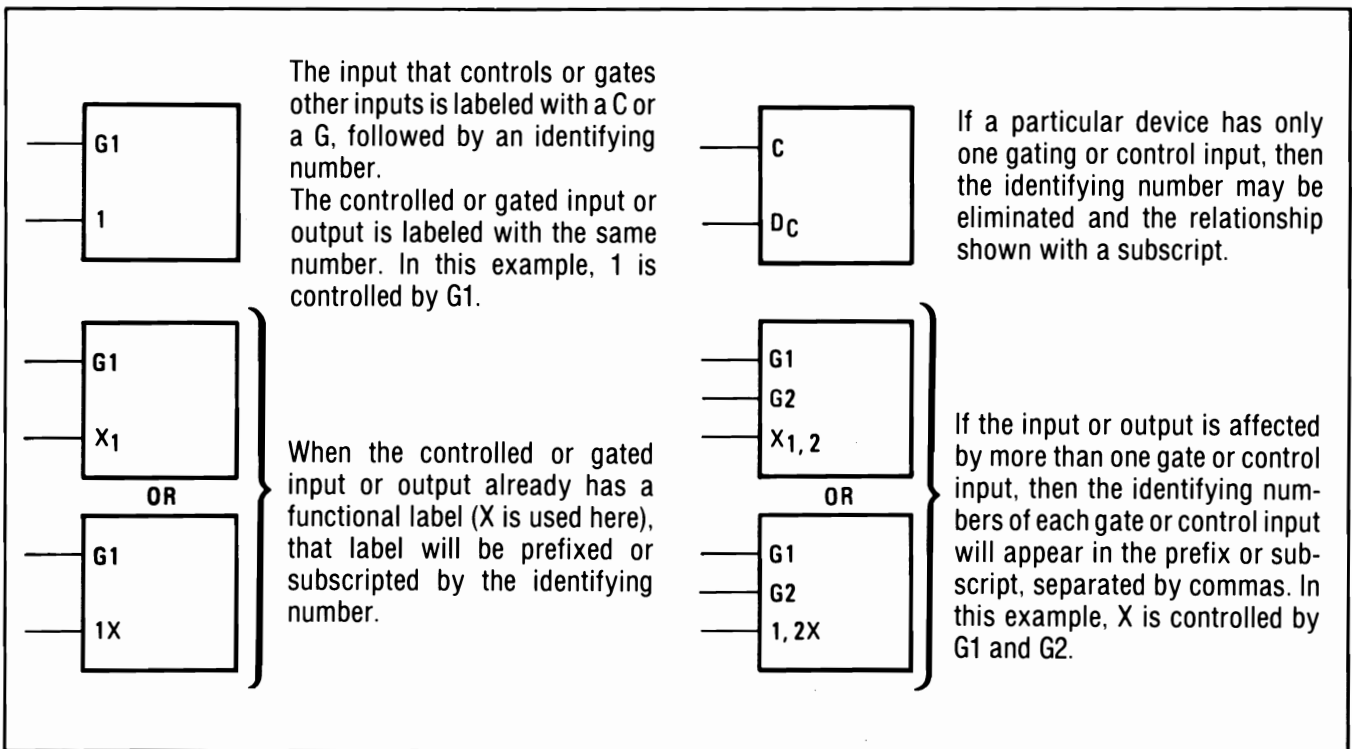 G1
1
The input that controls or gates
other inputs is labeled with a C or
a G, followed by an identifying
number.
The controlled or gated input or
output is labeled with the same
number. In this example, 1 is
controlled by G1.
G1
X1
OR
G1
1X
When the controlled or gated
input or output already has a
functional label (X is used here),
that label will be prefixed or
subscripted by the identifying
number.
C
DC
If a particular device has only
one gating or control input, then
the identifying number may be
eliminated and the relationship
shown with a subscript.
G1
G2
X1, 2
OR
G1
G2
1, 2X
If the input or output is affected
by more than one gate or control
input, then the identifying num-
bers of each gate or control input
will appear in the prefix or sub-
script, separated by commas. In
this example, X is controlled by
G1 and G2.